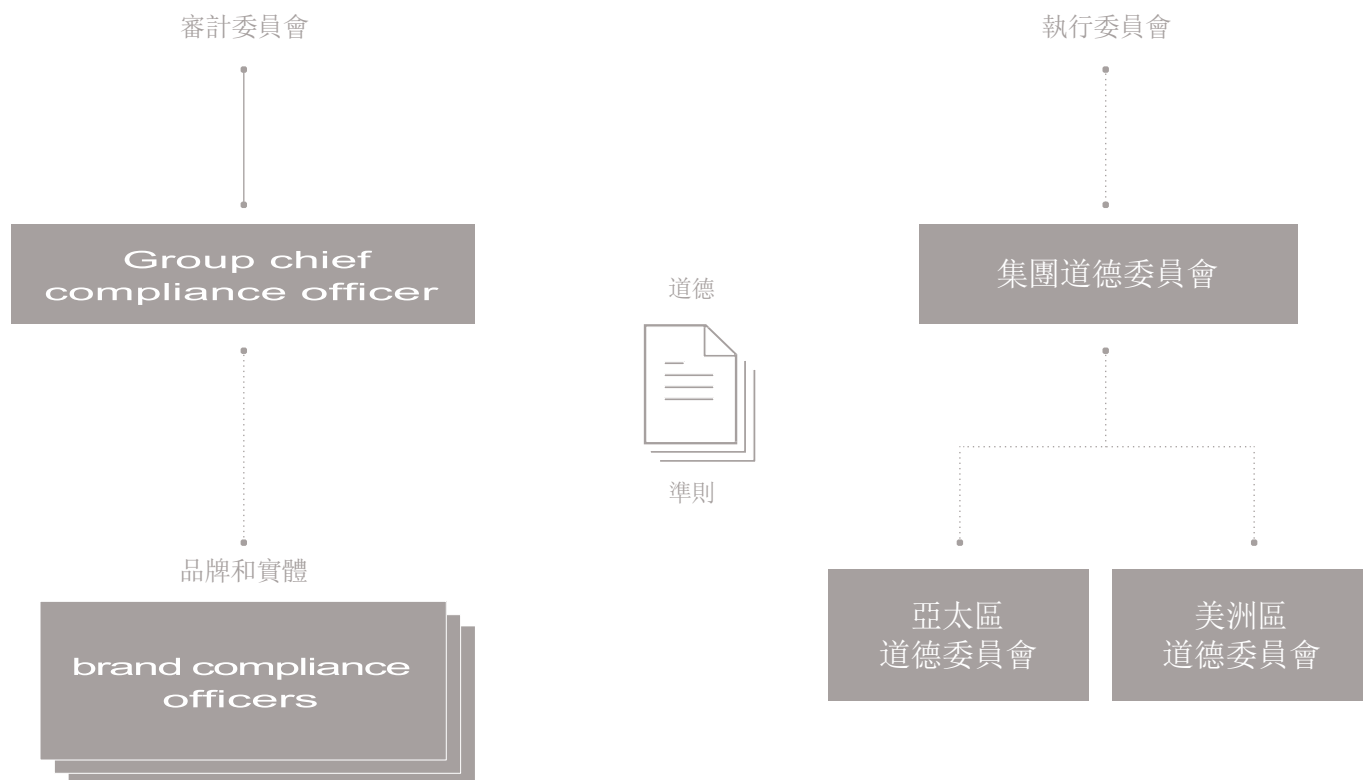 審計委員會
Group chief
compliance officer
品牌和實體
brand compliance
officers
道德
準則
執行委員會
集團道德委員會
亞太區
道德委員會
美洲區
道德委員會